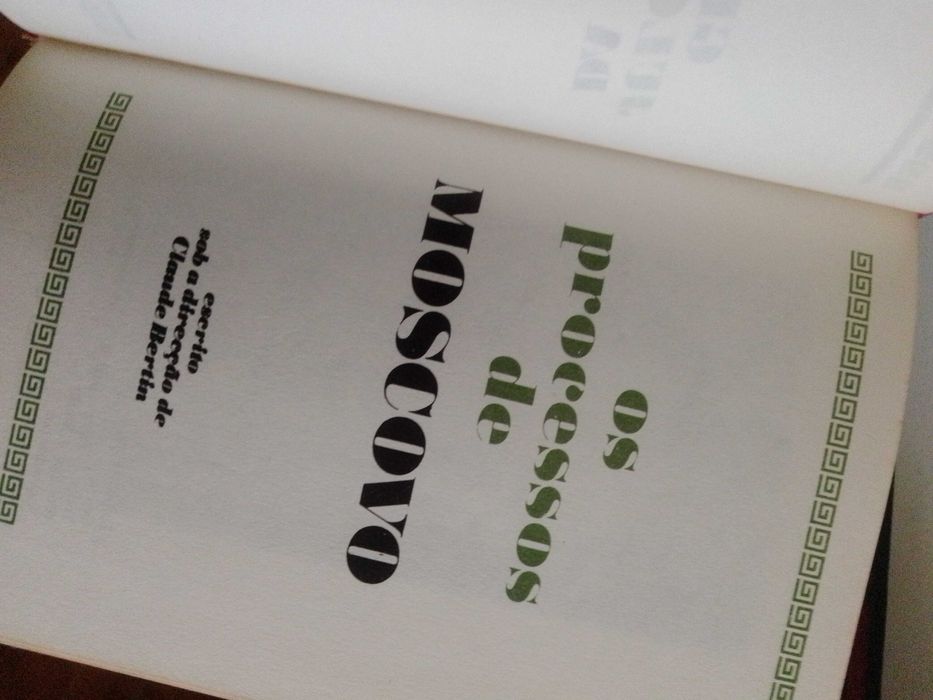 os
processos
de
MOSCOVO
escrito
sob a direcção de
Claude Bertin